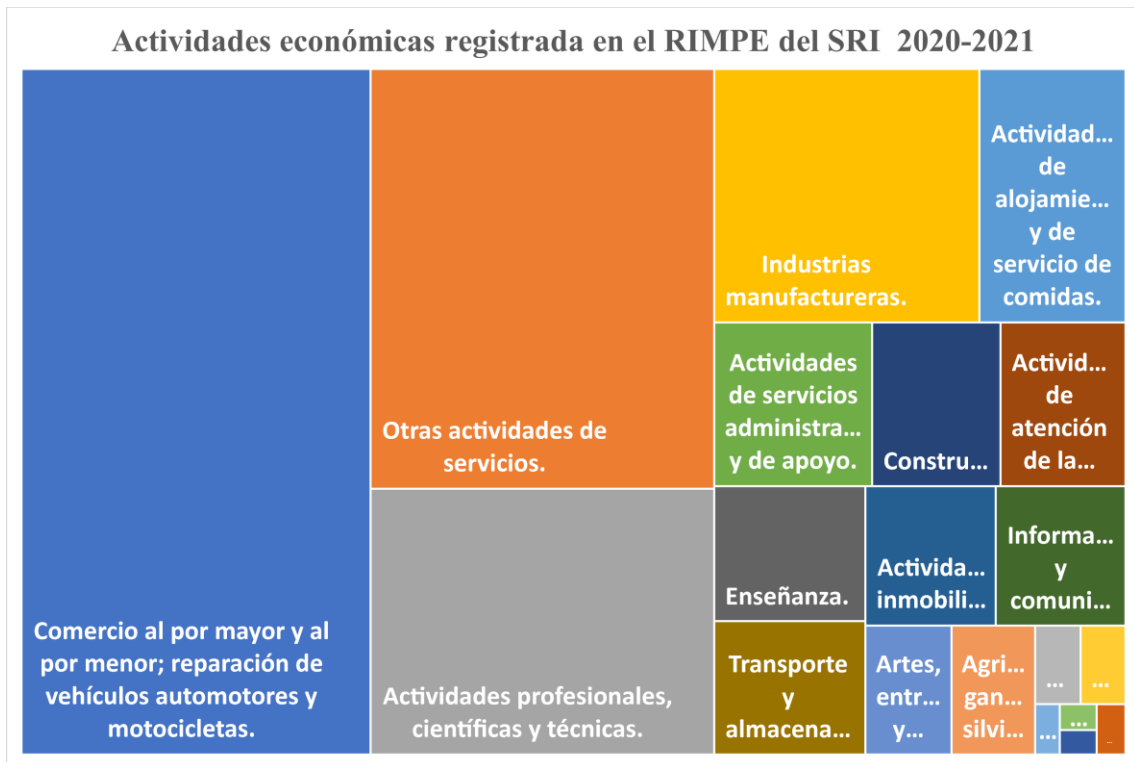 Actividades económicas registrada en el RIMPE del SRI 2020-2021
Comercio al por mayor y al
por menor; reparación de
vehículos automotores y
motocicletas.
Otras actividades de
servicios.
Actividades profesionales,
científicas y técnicas.
Industrias
manufactureras.
Actividad...
de
alojamie...
y de
servicio de
comidas.
Actividades
de servicios
administra...
y de apoyo.
Constru...
Activid...
de
atención
de la...
Enseñanza.
Activida...
inmobili...
Informa...
y
comuni...
Transporte
y
almacena...
Artes,
entr...
y...
Agri...
gan...
silvi...
...
...
...
...
...